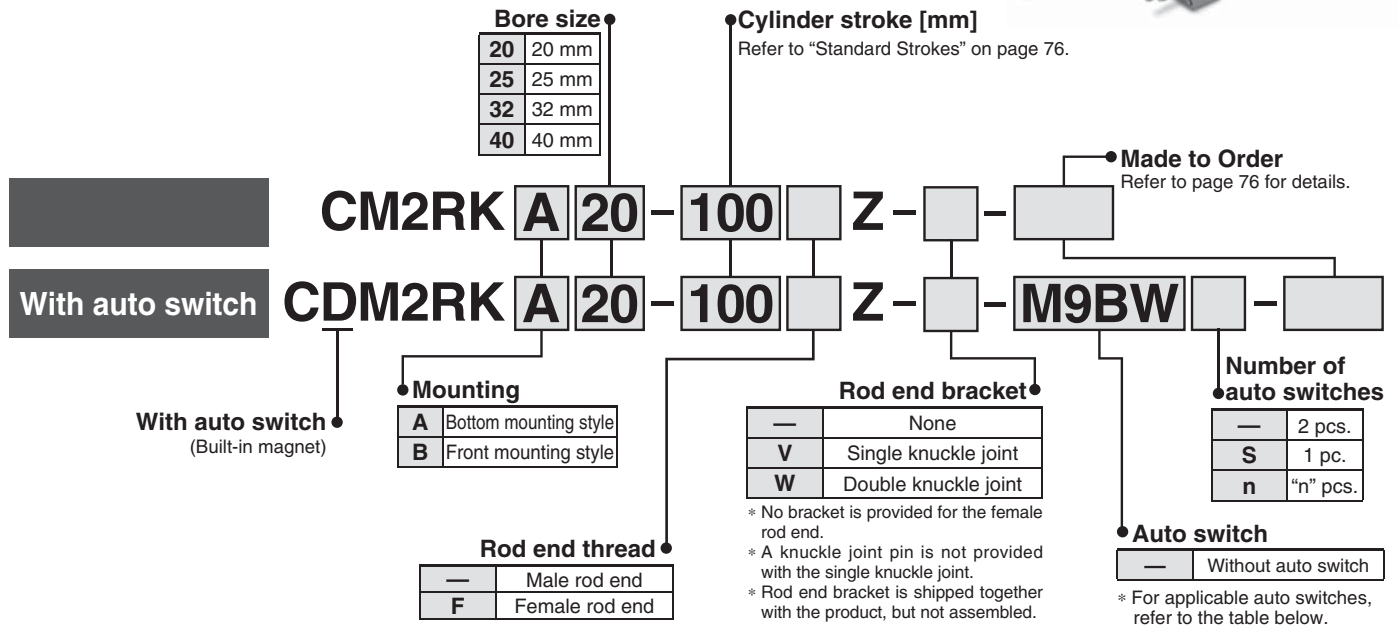 Bore size
20 20 mm
25 25 mm
32 32 mm
40 40 mm
Cylinder stroke [mm]
Refer to “Standard Strokes” on page 76.
Made to Order
Refer to page 76 for details.
CM2RK A 20 – 100 Z – –
With auto switch CDM2RK A 20 – 100 Z – – M9BW –
With auto switch
(Built-in magnet)
Mounting
A Bottom mounting style
B Front mounting style
Rod end thread
— Male rod end
F Female rod end
Rod end bracket
— None
V Single knuckle joint
W Double knuckle joint
* No bracket is provided for the female
rod end.
* A knuckle joint pin is not provided
with the single knuckle joint.
* Rod end bracket is shipped together
with the product, but not assembled.
Number of
auto switches
— 2 pcs.
S 1 pc.
n “n” pcs.
Auto switch
— Without auto switch
* For applicable auto switches,
refer to the table below.